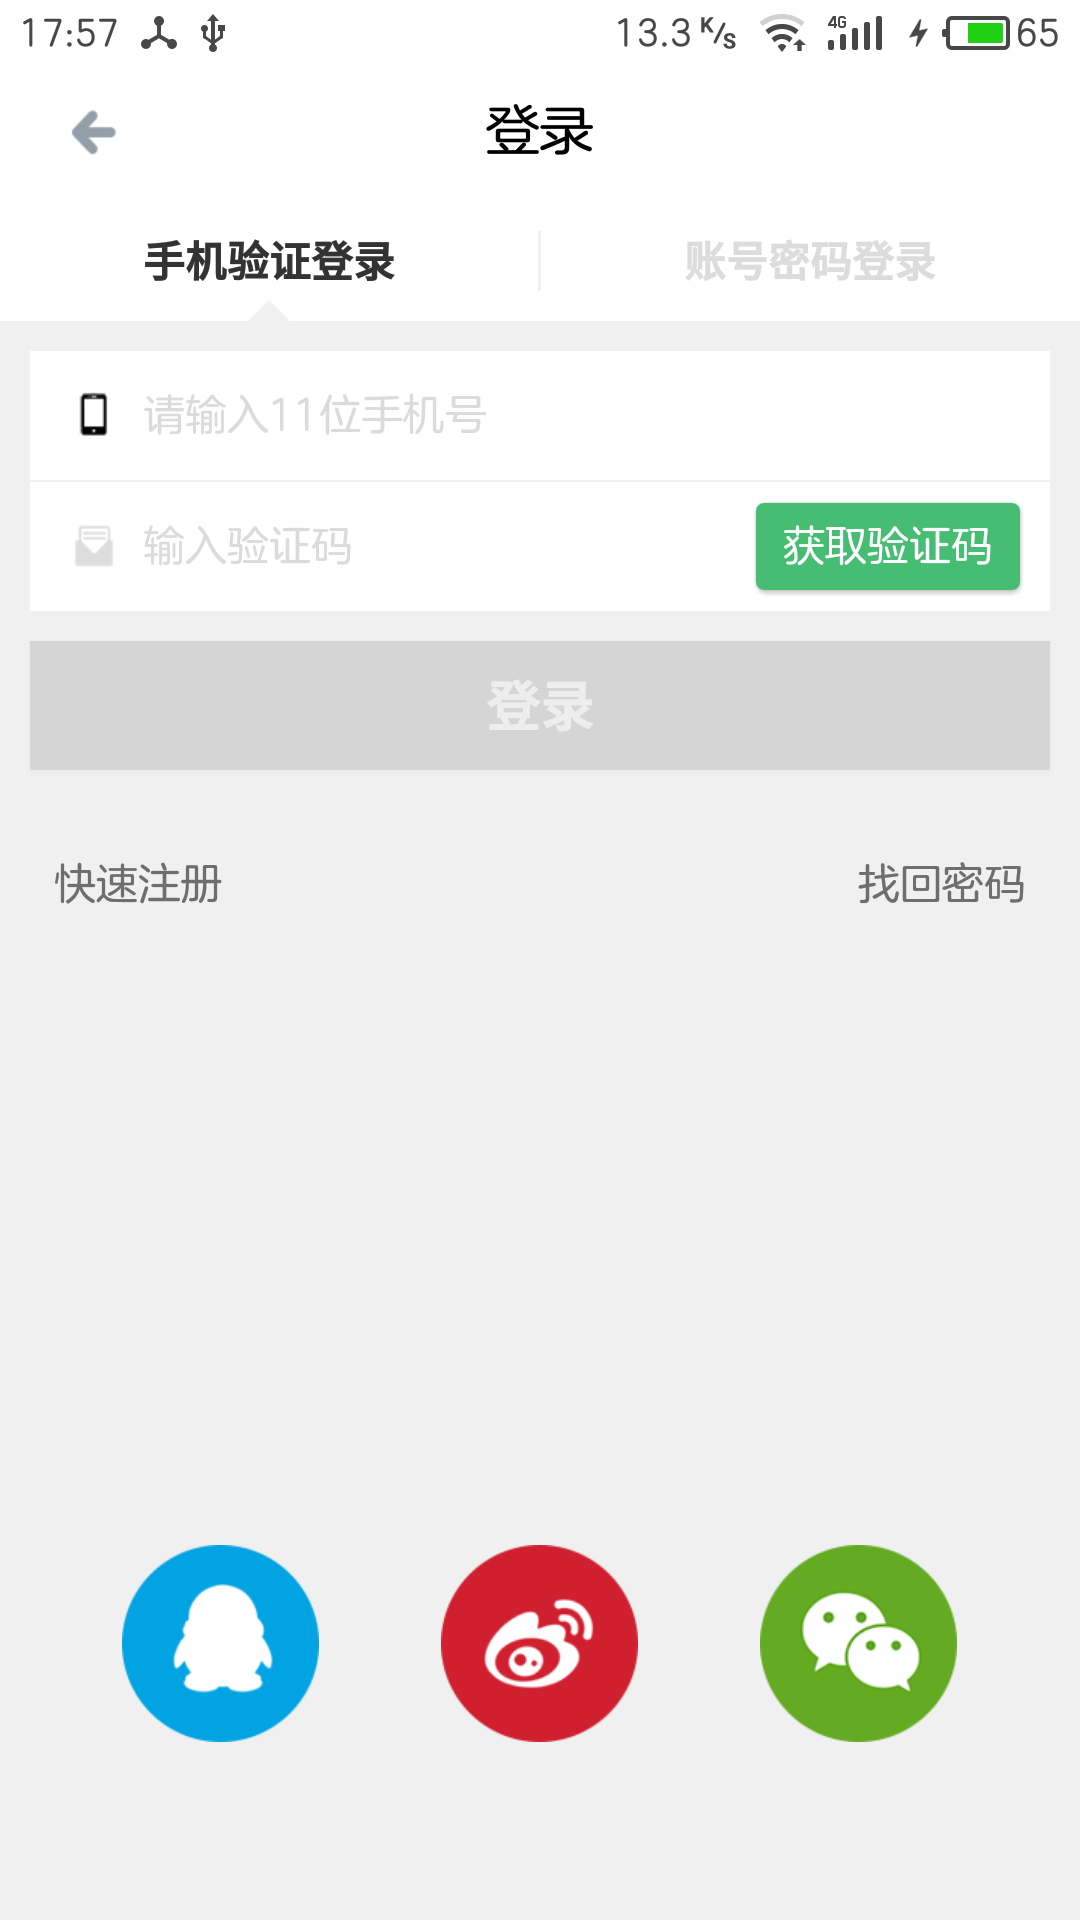 17:57 13.3 K/s 4G 65
登录
手机验证登录 账号密码登录
请输入11位手机号
输入验证码 获取验证码
登录
快速注册 找回密码